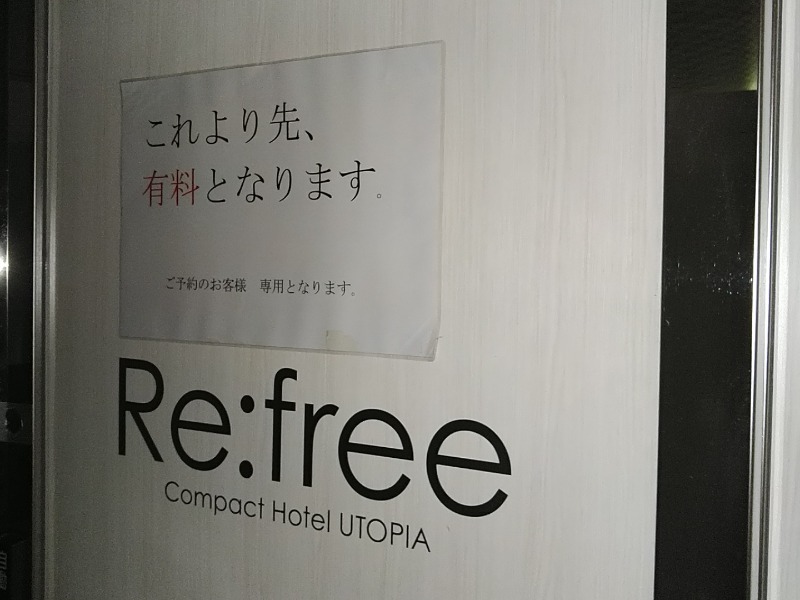 これより先、
有料となります。
ご予約のお客様　専用となります。
Re:free
Compact Hotel UTOPIA